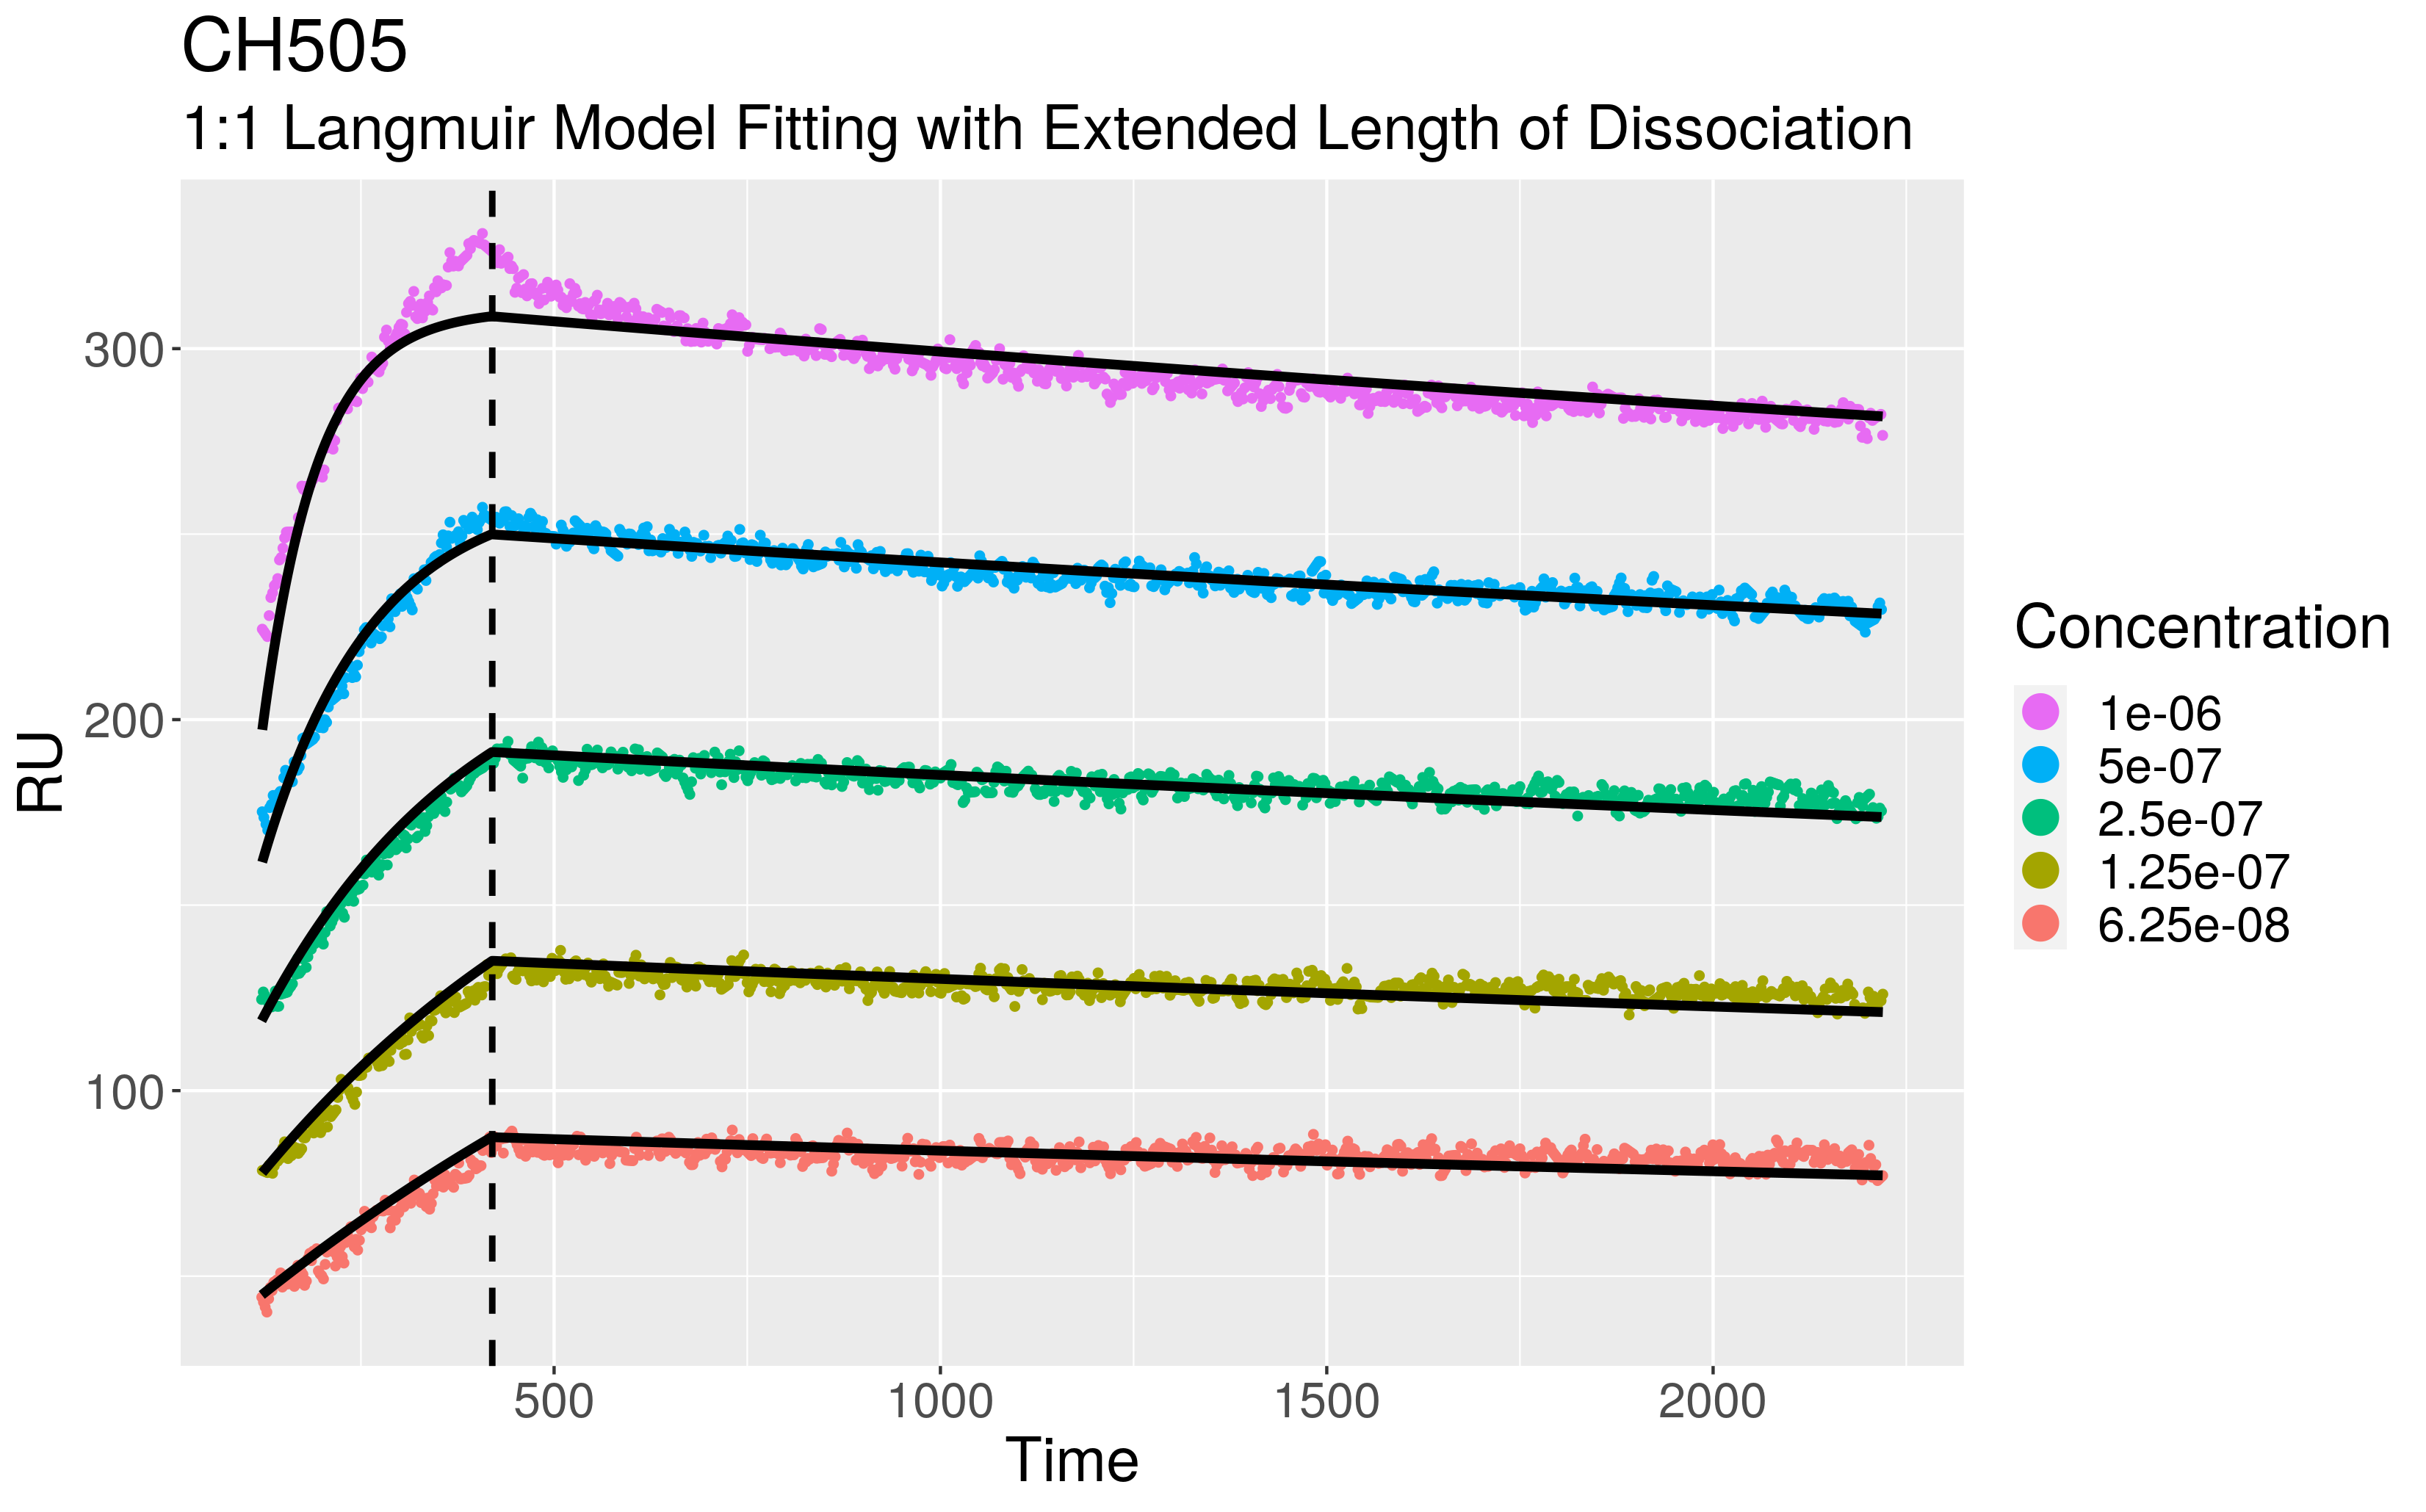 CH505
1:1 Langmuir Model Fitting with Extended Length of Dissociation
300
200
100
RU
500 1000 1500 2000
Time
Concentration
1e-06
5e-07
2.5e-07
1.25e-07
6.25e-08